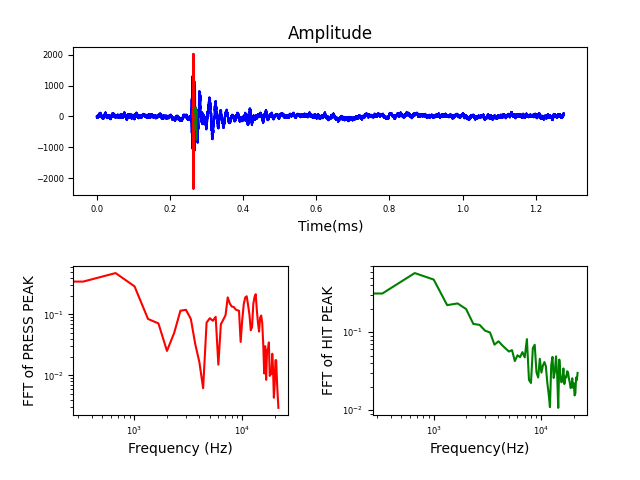 Amplitude
2000
1000
0
−1000
−2000
0.0 0.2 0.4 0.6 0.8 1.0 1.2
Time(ms)
FFT of PRESS PEAK
10⁻¹
10⁻²
10³ 10⁴
Frequency (Hz)
FFT of HIT PEAK
10⁻¹
10⁻²
10³ 10⁴
Frequency(Hz)